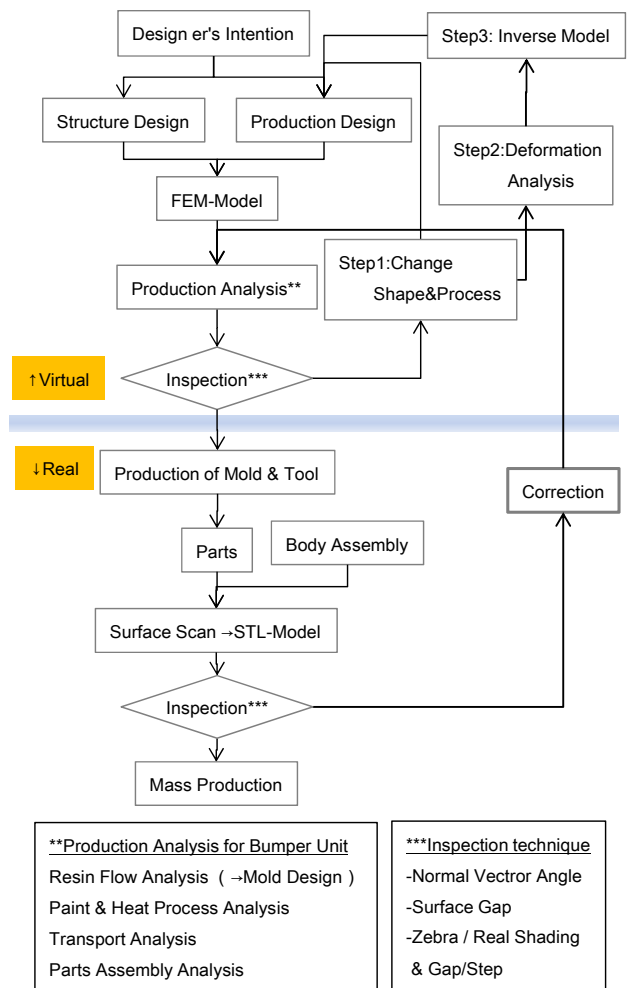 Design er's Intention
Step3: Inverse Model
Structure Design
Production Design
Step2:Deformation
Analysis
FEM-Model
Step1:Change
Shape&Process
Production Analysis**
Inspection***
↑Virtual
↓Real
Production of Mold & Tool
Correction
Parts
Body Assembly
Surface Scan →STL-Model
Inspection***
Mass Production
**Production Analysis for Bumper Unit
Resin Flow Analysis ( →Mold Design )
Paint & Heat Process Analysis
Transport Analysis
Parts Assembly Analysis
***Inspection technique
-Normal Vectror Angle
-Surface Gap
-Zebra / Real Shading
& Gap/Step